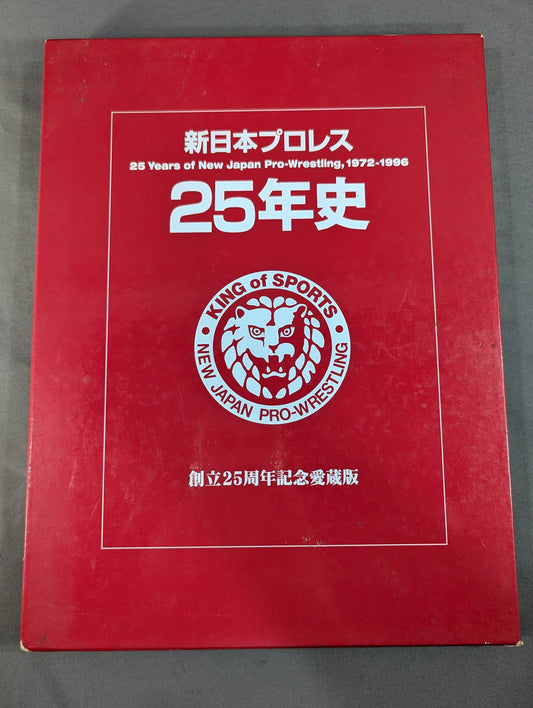 新日本プロレス
25 Years of New Japan Pro-Wrestling, 1972-1996
25年史
KING of SPORTS
NEW JAPAN PRO-WRESTLING
創立25周年記念愛蔵版